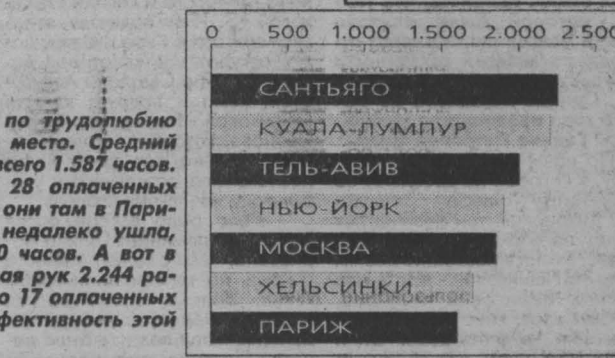 0 500 1.000 1.500 2.000 2.500
САНТЬЯГО
КУАЛА-ЛУМПУР
ТЕЛЬ-АВИВ
НЬЮ-ЙОРК
МОСКВА
ХЕЛЬСИНКИ
ПАРИЖ
по трудолюбию
место. Средний
всего 1.587 часов.
28 оплаченных
они там в Пари-
недалеко ушла,
0 часов. А вот в
ая рук 2.244 ра-
о 17 оплаченных
фективность этой